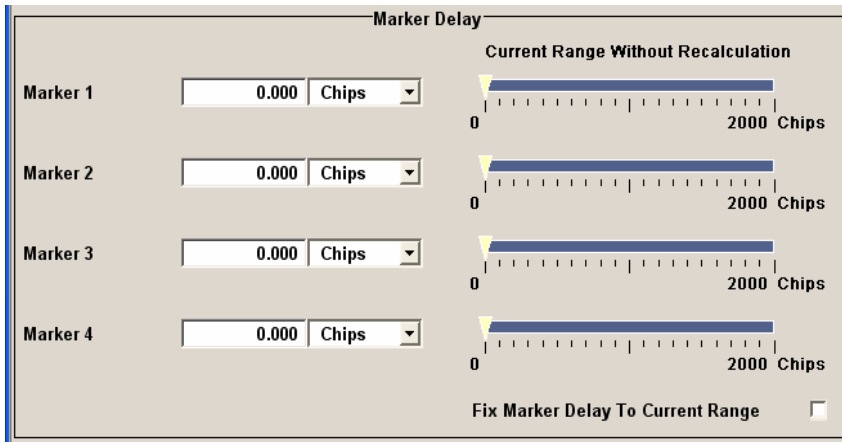 Marker Delay
Current Range Without Recalculation
Marker 1 0.000 Chips
0 2000 Chips
Marker 2 0.000 Chips
0 2000 Chips
Marker 3 0.000 Chips
0 2000 Chips
Marker 4 0.000 Chips
0 2000 Chips
Fix Marker Delay To Current Range